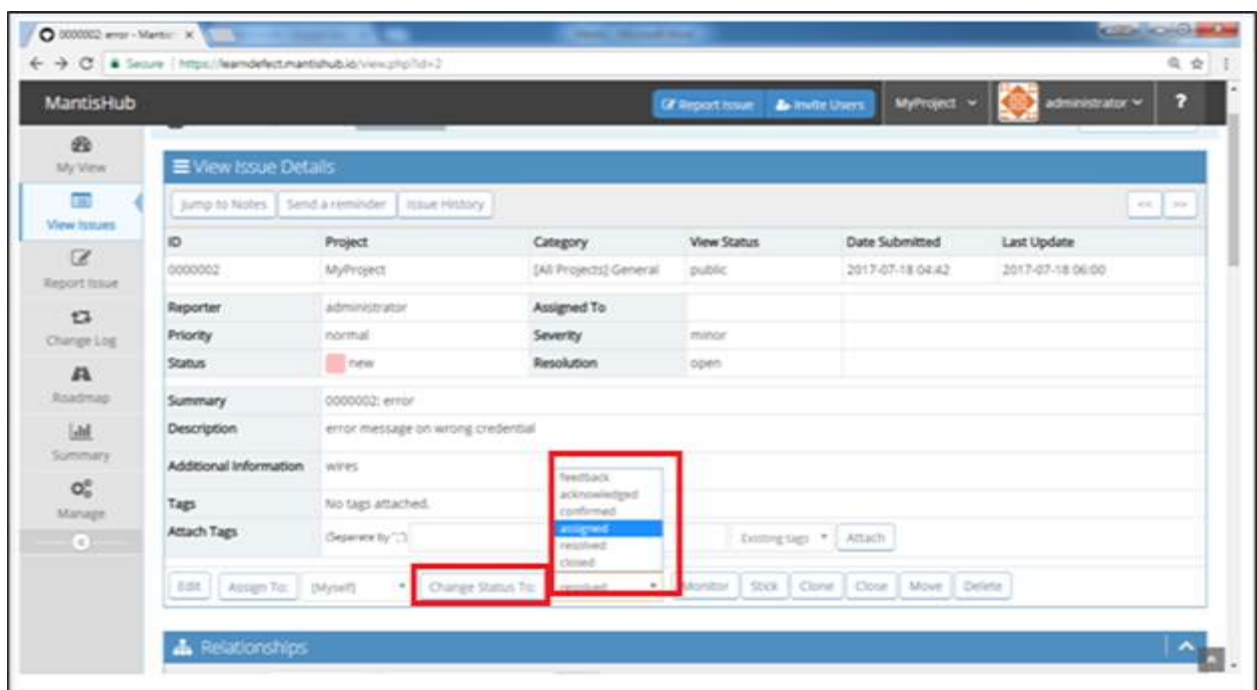 0000002: error - Mantis
Secure https://learndefect.mantishub.io/view.php?id=2
MantisHub
Report Issue
Invite Users
MyProject
administrator
?
My View
View Issues
Report Issue
Change Log
Roadmap
Summary
Manage
View Issue Details
Jump to Notes Send a reminder Issue History << >>
ID Project Category View Status Date Submitted Last Update
0000002 MyProject [All Projects] General public 2017-07-18 04:42 2017-07-18 06:00
Reporter administrator Assigned To
Priority normal Severity minor
Status new Resolution open
Summary 0000002: error
Description error message on wrong credential
Additional Information wires
Tags No tags attached.
Attach Tags (Separate by ",") Existing tags Attach
feedback
acknowledged
confirmed
assigned
resolved
closed
Edit Assign To: [Myself] Change Status To: resolved Monitor Stick Clone Close Move Delete
Relationships